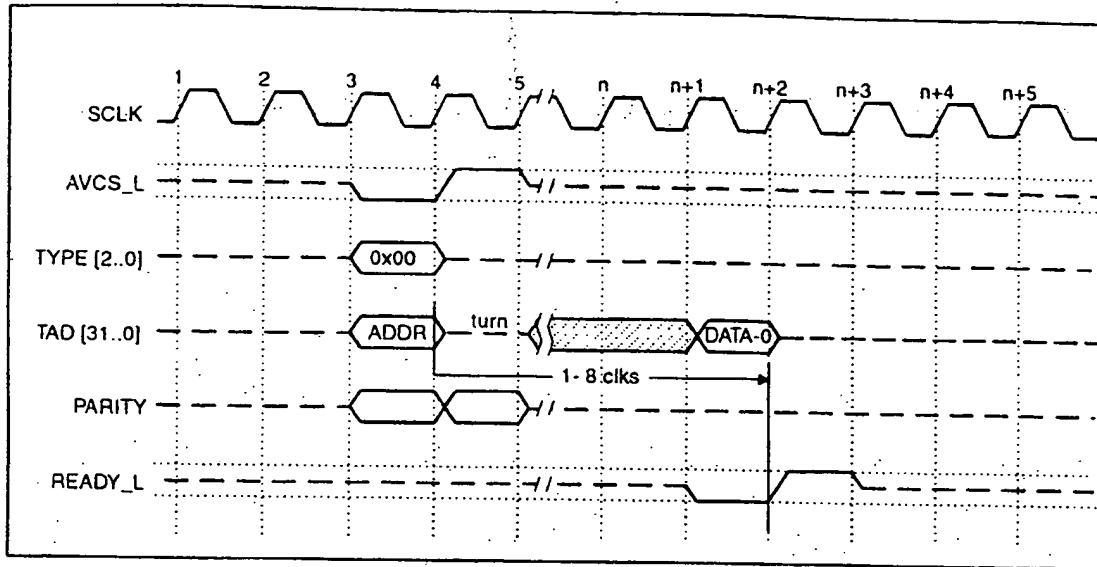 1 2 3 4 5 n n+1 n+2 n+3 n+4 n+5
SCLK
AVCS_L
TYPE [2..0] 0x00
TAD [31..0] ADDR turn DATA-0
1- 8 clks
PARITY
READY_L